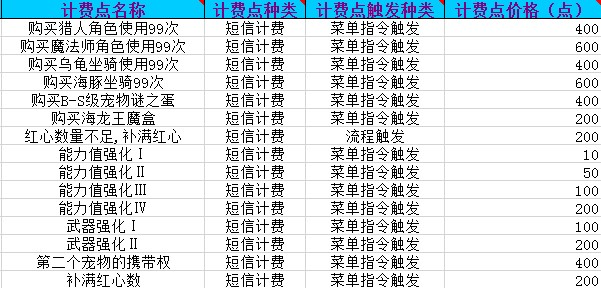 计费点名称 计费点种类 计费点触发种类 计费点价格（点）
购买猎人角色使用99次 短信计费 菜单指令触发 400
购买魔法师角色使用99次 短信计费 菜单指令触发 600
购买乌龟坐骑使用99次 短信计费 菜单指令触发 400
购买海豚坐骑99次 短信计费 菜单指令触发 600
购买B-S级宠物谜之蛋 短信计费 菜单指令触发 400
购买海龙王魔盒 短信计费 菜单指令触发 200
红心数量不足,补满红心 短信计费 流程触发 200
能力值强化Ⅰ 短信计费 菜单指令触发 10
能力值强化Ⅱ 短信计费 菜单指令触发 50
能力值强化Ⅲ 短信计费 菜单指令触发 100
能力值强化Ⅳ 短信计费 菜单指令触发 200
武器强化Ⅰ 短信计费 菜单指令触发 100
武器强化Ⅱ 短信计费 菜单指令触发 200
第二个宠物的携带权 短信计费 菜单指令触发 400
补满红心数 短信计费 菜单指令触发 200